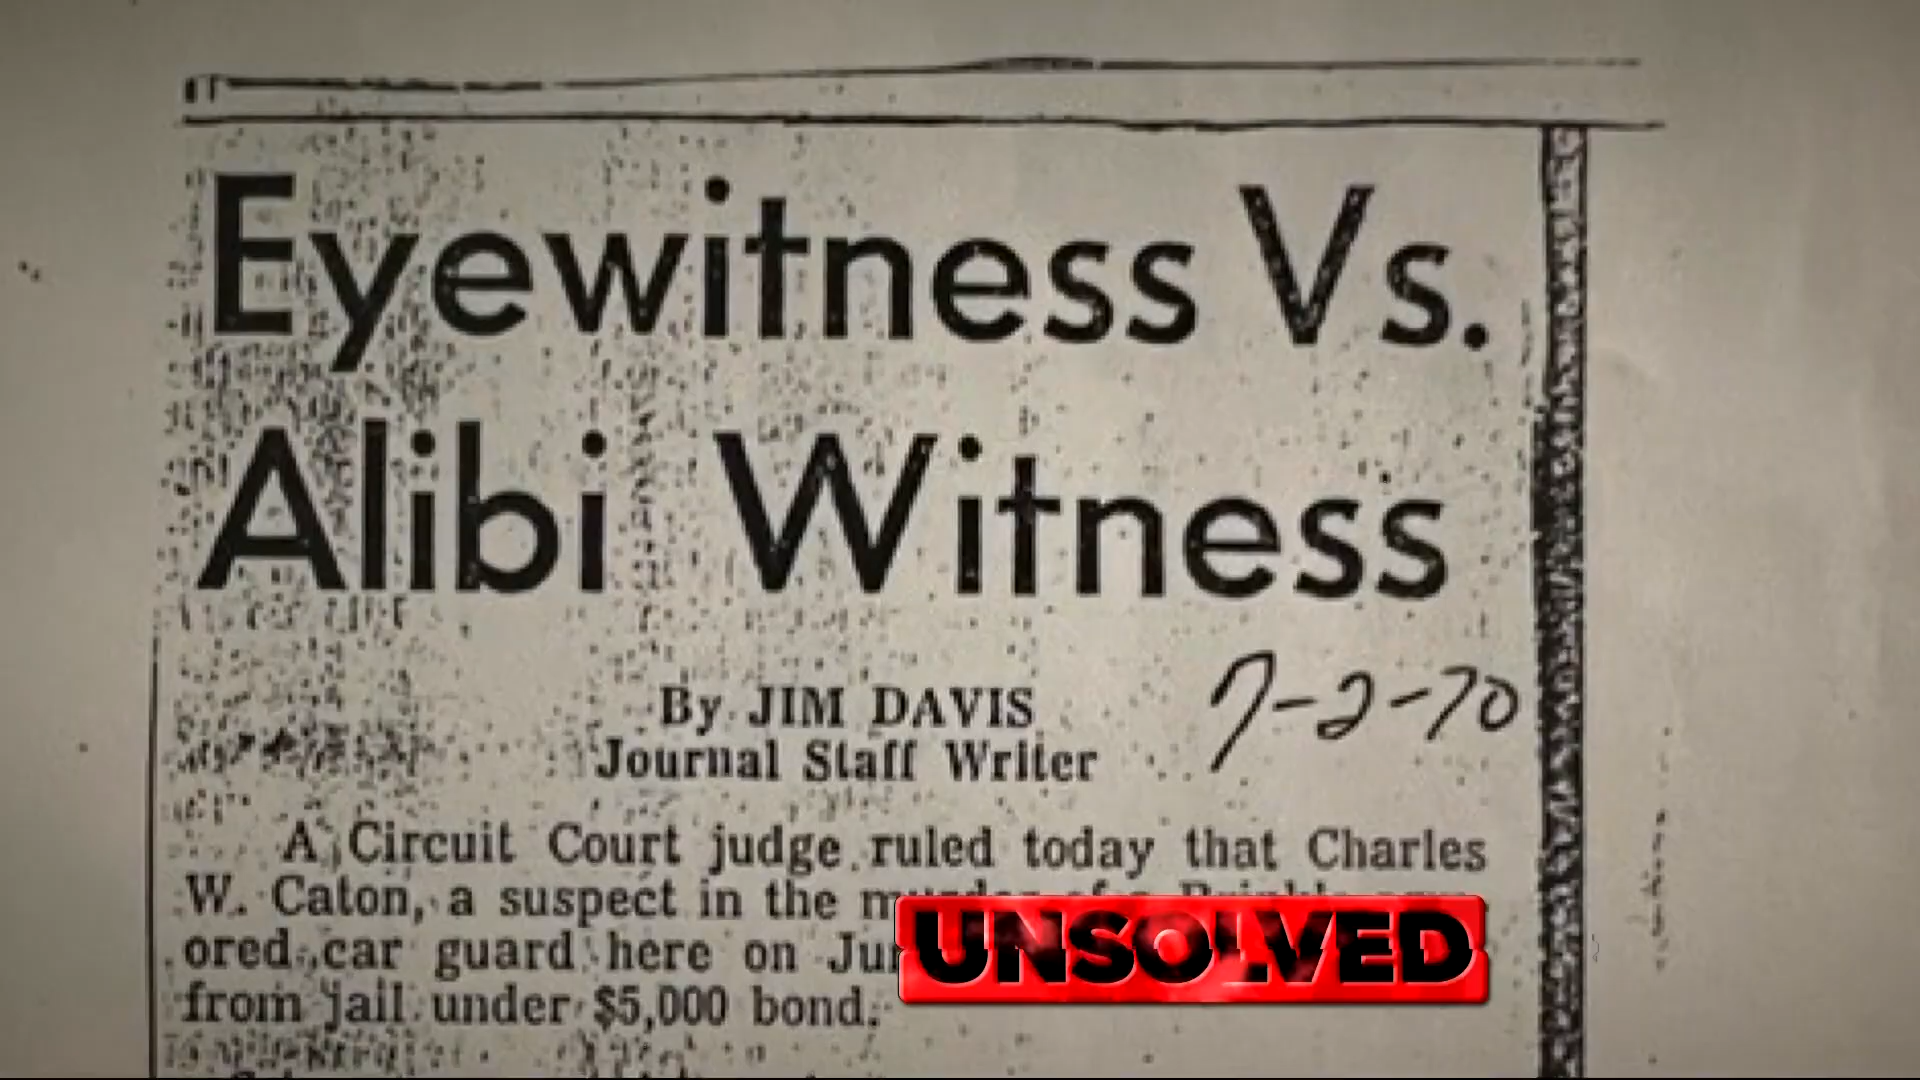 Eyewitness Vs.
Alibi Witness
By JIM DAVIS
7-2-70
Journal Staff Writer
A Circuit Court judge ruled today that Charles
W. Caton, a suspect in the murder of a Brink's
ored car guard here on
from jail under $5,000 bond.
UNSOLVED